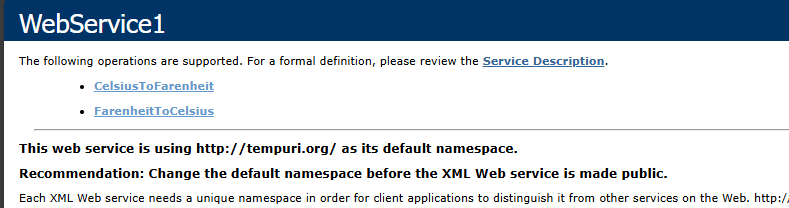 WebService1
The following operations are supported. For a formal definition, please review the Service Description.
CelsiusToFarenheit
FarenheitToCelsius
This web service is using http://tempuri.org/ as its default namespace.
Recommendation: Change the default namespace before the XML Web service is made public.
Each XML Web service needs a unique namespace in order for client applications to distinguish it from other services on the Web. http://